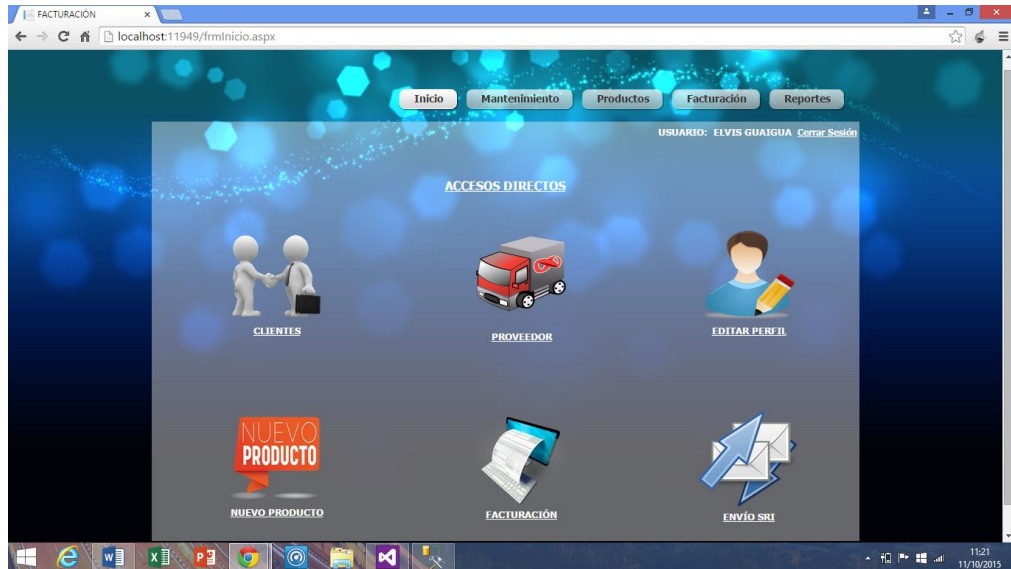 FACTURACIÓN
localhost:11949/frmInicio.aspx
Inicio Mantenimiento Productos Facturación Reportes
USUARIO: ELVIS GUAIGUA Cerrar Sesión
ACCESOS DIRECTOS
CLIENTES
PROVEEDOR
EDITAR PERFIL
NUEVO
PRODUCTO
NUEVO PRODUCTO
FACTURACIÓN
ENVÍO SRI
11:21
11/10/2015